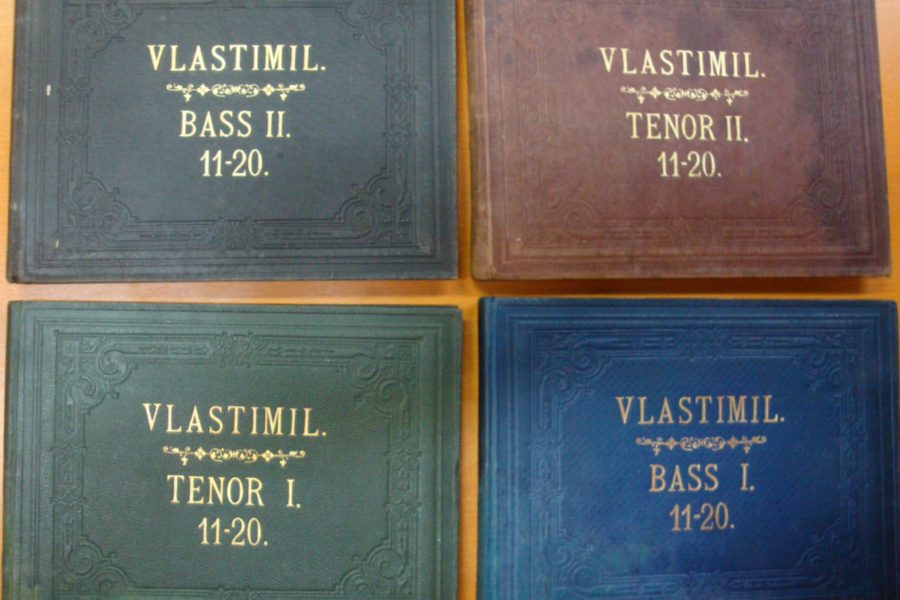 VLASTIMIL.
BASS II.
11-20.
VLASTIMIL.
TENOR II.
11-20.
VLASTIMIL.
TENOR I.
11-20.
VLASTIMIL.
BASS I.
11-20.